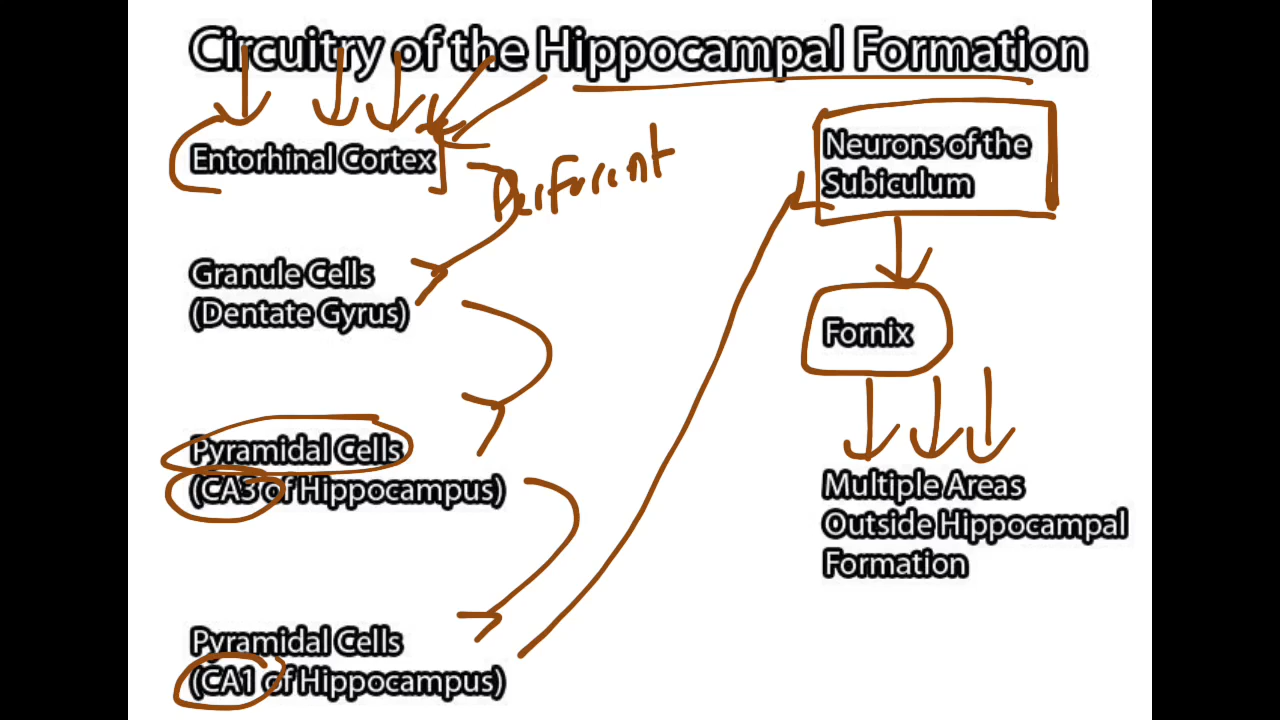 Circuitry of the Hippocampal Formation
Entorhinal Cortex
Perforent
Granule Cells
(Dentate Gyrus)
Pyramidal Cells
(CA3 of Hippocampus)
Pyramidal Cells
(CA1 of Hippocampus)
Neurons of the
Subiculum
Fornix
Multiple Areas
Outside Hippocampal
Formation